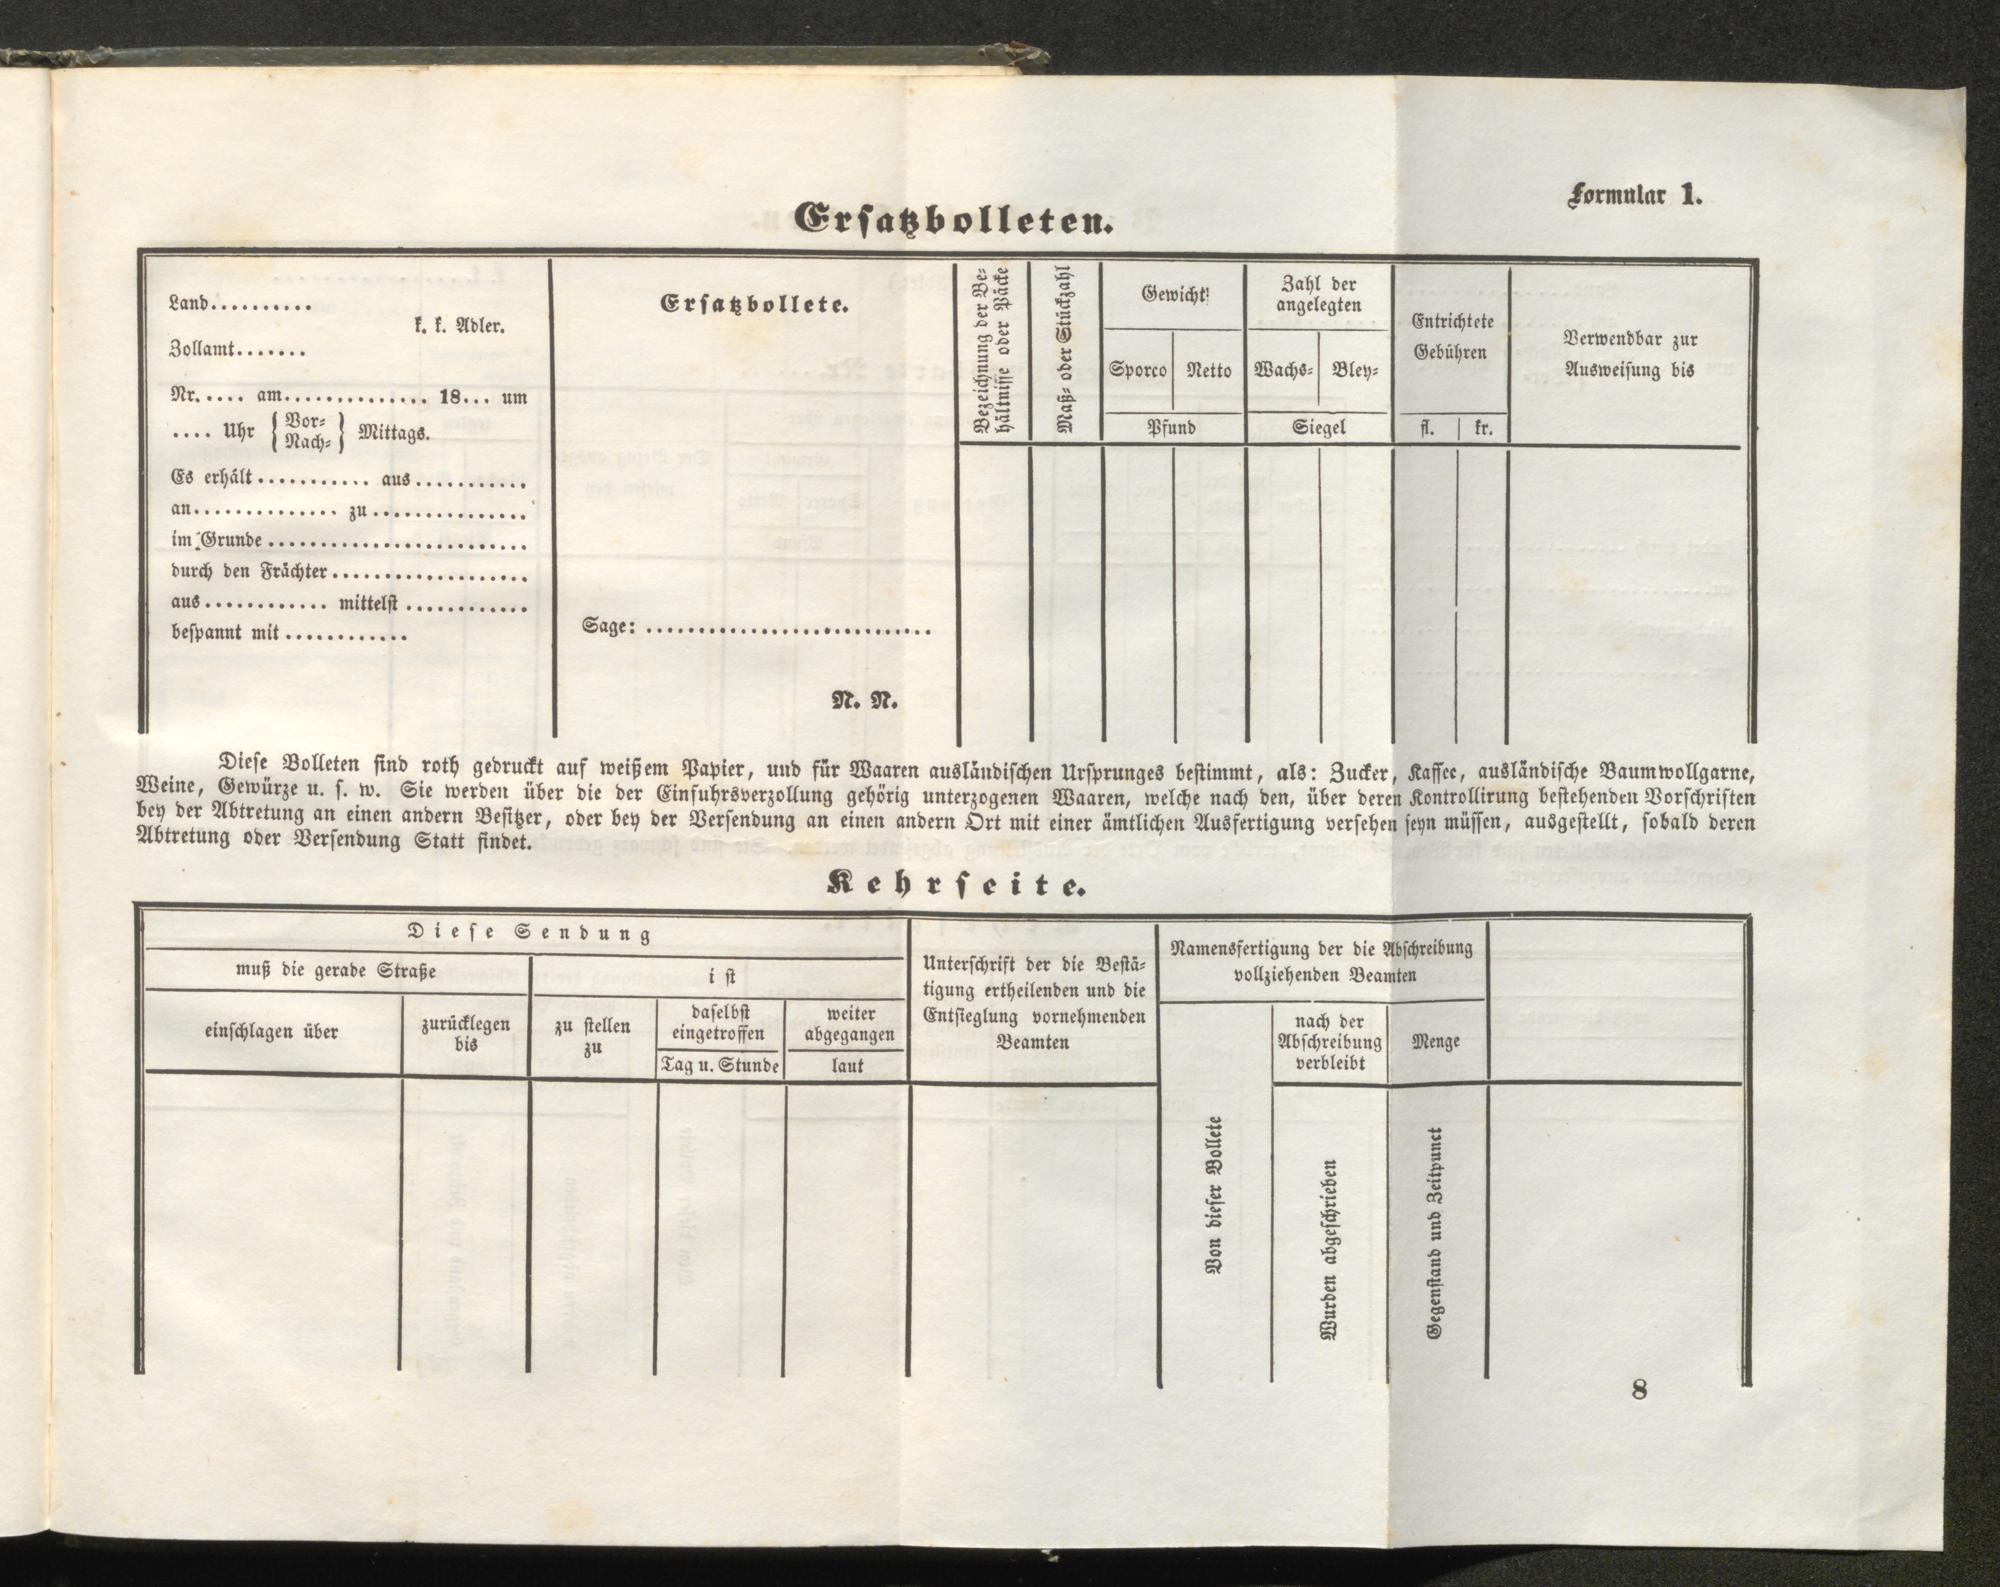 Formular 1.
Ersatzbolleten.
Land..........
k. k. Adler.
Zollamt.......
Nr..... am.............. 18... um
.... Uhr { Vor- Nach- } Mittags.
Es erhält........... aus...........
an.............. zu...............
im Grunde.........................
durch den Frächter...................
aus............ mittelst............
bespannt mit............
Ersatzbollete.
Sage: ............................
N. N.
Bezeichnung der Be-
hältnisse oder Päcke
Maß- oder Stückzahl
Gewicht
Sporco
Netto
Pfund
Zahl der
angelegten
Wachs-
Bley-
Siegel
Entrichtete
Gebühren
fl. | kr.
Verwendbar zur
Ausweisung bis
Diese Bolleten sind roth gedruckt auf weißem Papier, und für Waaren ausländischen Ursprunges bestimmt, als: Zucker, Kaffee, ausländische Baumwollgarne,
Weine, Gewürze u. s. w. Sie werden über die der Einfuhrsverzollung gehörig unterzogenen Waaren, welche nach den, über deren Kontrollirung bestehenden Vorschriften
bey der Abtretung an einen andern Besitzer, oder bey der Versendung an einen andern Ort mit einer ämtlichen Ausfertigung versehen seyn müssen, ausgestellt, sobald deren
Abtretung oder Versendung Statt findet.
Kehrseite.
Diese Sendung
muß die gerade Straße
einschlagen über
zurücklegen
bis
ist
zu stellen
zu
daselbst
eingetroffen
Tag u. Stunde
weiter
abgegangen
laut
Unterschrift der die Bestä-
tigung ertheilenden und die
Entsieglung vornehmenden
Beamten
Namensfertigung der die Abschreibung
vollziehenden Beamten
nach der
Abschreibung
verbleibt
Menge
Von dieser Bollete
Wurden abgeschrieben
Gegenstand und Zeitpunct
8